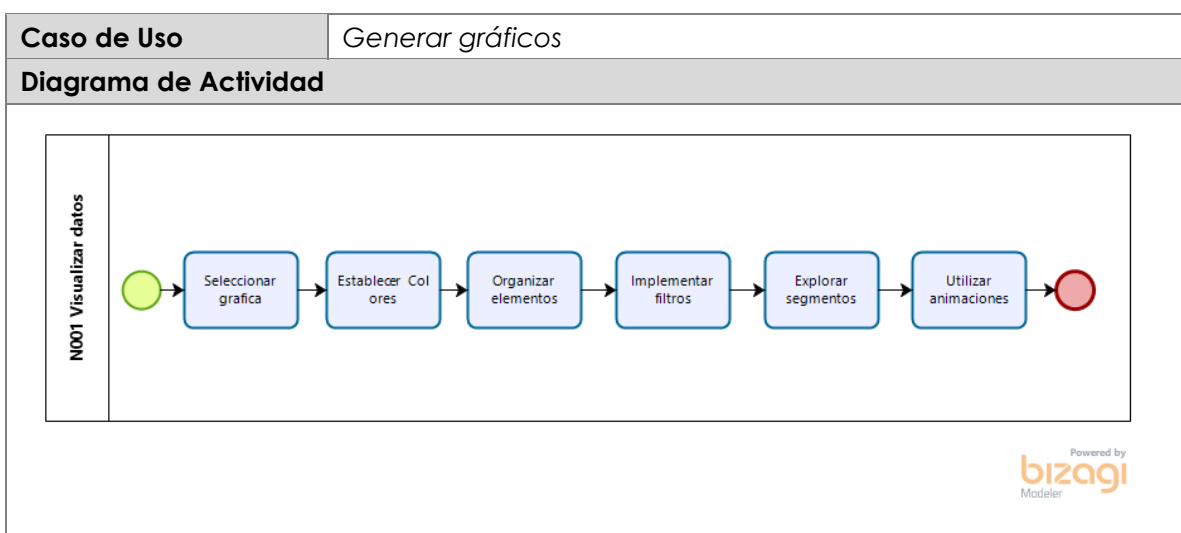 Caso de Uso
Generar gráficos
Diagrama de Actividad
N001 Visualizar datos
Seleccionar
grafica
Establecer Col
ores
Organizar
elementos
Implementar
filtros
Explorar
segmentos
Utilizar
animaciones
Powered by
bizagi
Modeler